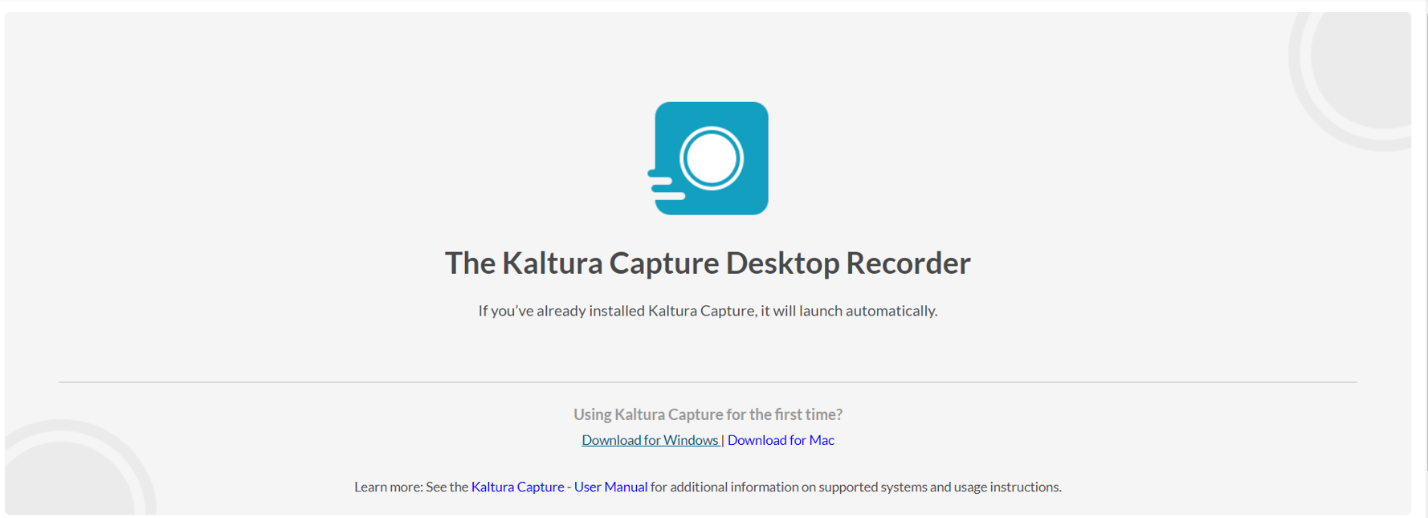 The Kaltura Capture Desktop Recorder
If you've already installed Kaltura Capture, it will launch automatically.
Using Kaltura Capture for the first time?
Download for Windows | Download for Mac
Learn more: See the Kaltura Capture - User Manual for additional information on supported systems and usage instructions.